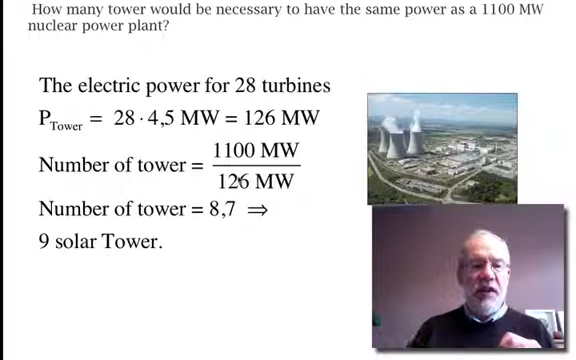 How many tower would be necessary to have the same power as a 1100 MW
nuclear power plant?
The electric power for 28 turbines
P_Tower = 28 · 4,5 MW = 126 MW
Number of tower = 1100 MW / 126 MW
Number of tower = 8,7 ⇒
9 solar Tower.